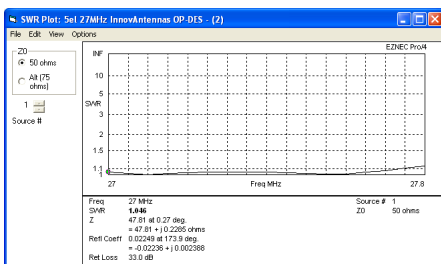 SWR Plot: 5el 27MHz InnovAntennas OP-DES - (2)
File Edit View Options
Z0
50 ohms
Alt (75 ohms)
1
Source #
EZNEC Pro/4
INF
10
5
SWR
3
2
1.5
1.1
1
27 Freq MHz 27.8
Freq 27 MHz Source # 1
SWR 1.046 Z0 50 ohms
Z 47.81 at 0.27 deg.
= 47.81 + j 0.2285 ohms
Refl Coeff 0.02249 at 173.9 deg.
= -0.02236 + j 0.002388
Ret Loss 33.0 dB